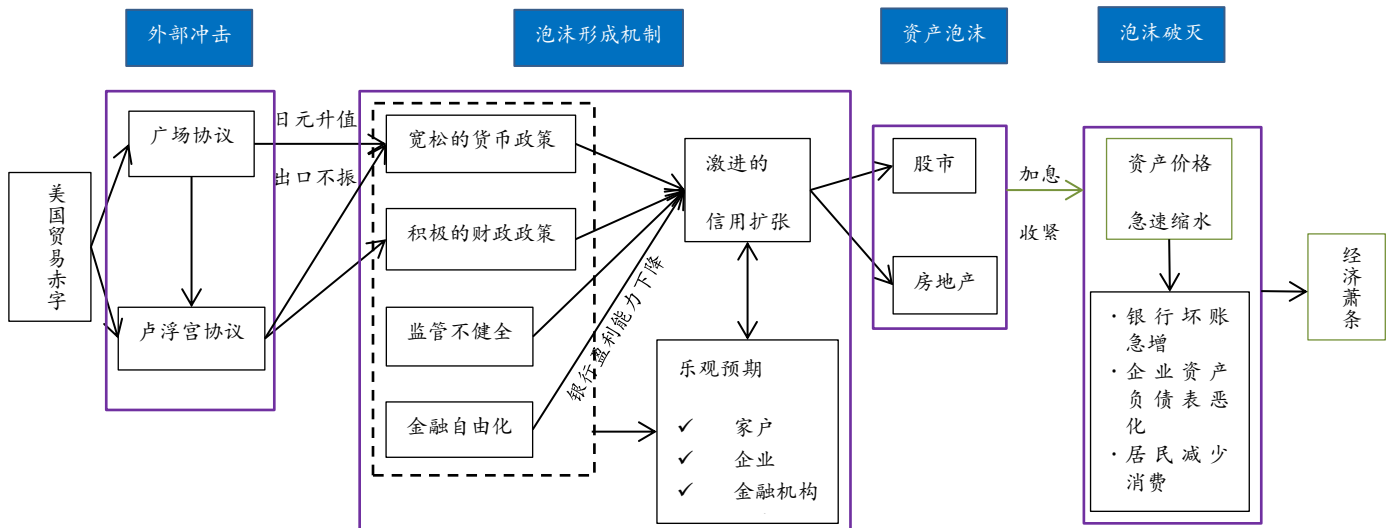 外部冲击
泡沫形成机制
资产泡沫
泡沫破灭
美国贸易赤字
广场协议
卢浮宫协议
日元升值
出口不振
宽松的货币政策
积极的财政政策
监管不健全
金融自由化
银行盈利能力下降
激进的
信用扩张
乐观预期
✓ 家户
✓ 企业
✓ 金融机构
股市
房地产
加息
收紧
资产价格
急速缩水
·银行坏账
急增
·企业资产
负债表恶
化
·居民减少
消费
经济萧条